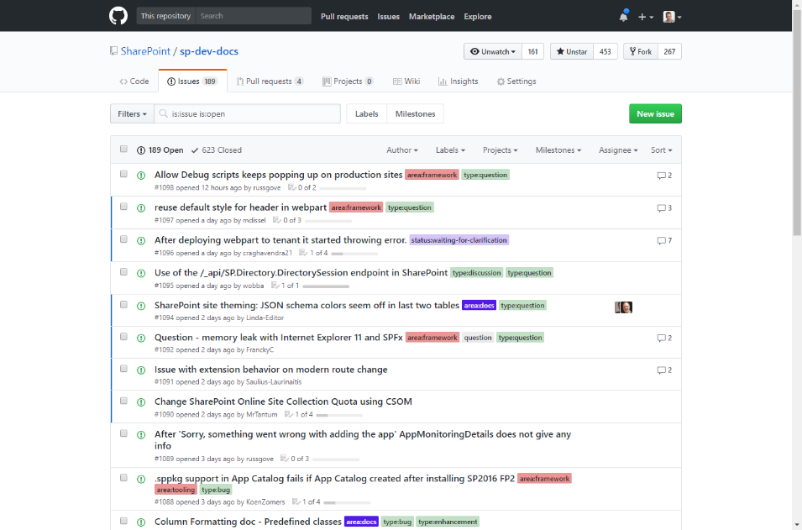 This repository Search Pull requests Issues Marketplace Explore
SharePoint / sp-dev-docs Unwatch 161 Unstar 453 Fork 267
Code Issues 189 Pull requests 4 Projects 0 Wiki Insights Settings
Filters is:issue is:open Labels Milestones New issue
189 Open 623 Closed Author Labels Projects Milestones Assignee Sort
Allow Debug scripts keeps popping up on production sites area:framework type:question 2
#1098 opened 12 hours ago by russgove 0 of 2
reuse default style for header in webpart area:framework type:question 3
#1097 opened a day ago by mdissel 0 of 3
After deploying webpart to tenant it started throwing error. status:waiting-for-clarification 7
#1096 opened a day ago by craghavendra21 1 of 4
Use of the /_api/SP.Directory.DirectorySession endpoint in SharePoint type:discussion type:question
#1095 opened a day ago by wobba 1 of 1
SharePoint site theming: JSON schema colors seem off in last two tables area:docs type:question
#1094 opened 2 days ago by Linda-Editor
Question - memory leak with Internet Explorer 11 and SPFx area:framework question type:question 2
#1092 opened 2 days ago by FranckyC
Issue with extension behavior on modern route change 2
#1091 opened 2 days ago by Saulius-Laurinaitis
Change SharePoint Online Site Collection Quota using CSOM
#1090 opened 2 days ago by MrTantum 1 of 4
After 'Sorry, something went wrong with adding the app' AppMonitoringDetails does not give any
info
#1089 opened 3 days ago by russgove 0 of 3
.sppkg support in App Catalog fails if App Catalog created after installing SP2016 FP2 area:framework
area:tooling type:bug
#1088 opened 3 days ago by KoenZomers 1 of 4
Column Formatting doc - Predefined classes area:docs type:bug type:enhancement